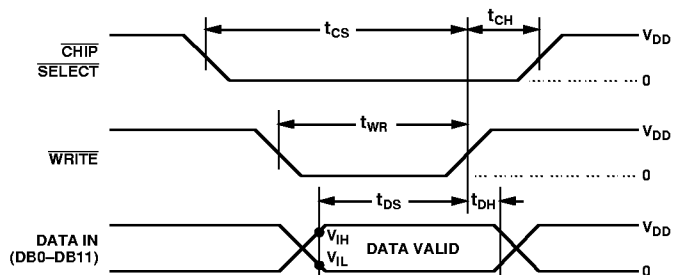 tCS
tCH
VDD
CHIP
SELECT
0
tWR
VDD
WRITE
0
tDS
tDH
VDD
DATA IN
(DB0–DB11)
VIH
VIL
DATA VALID
0